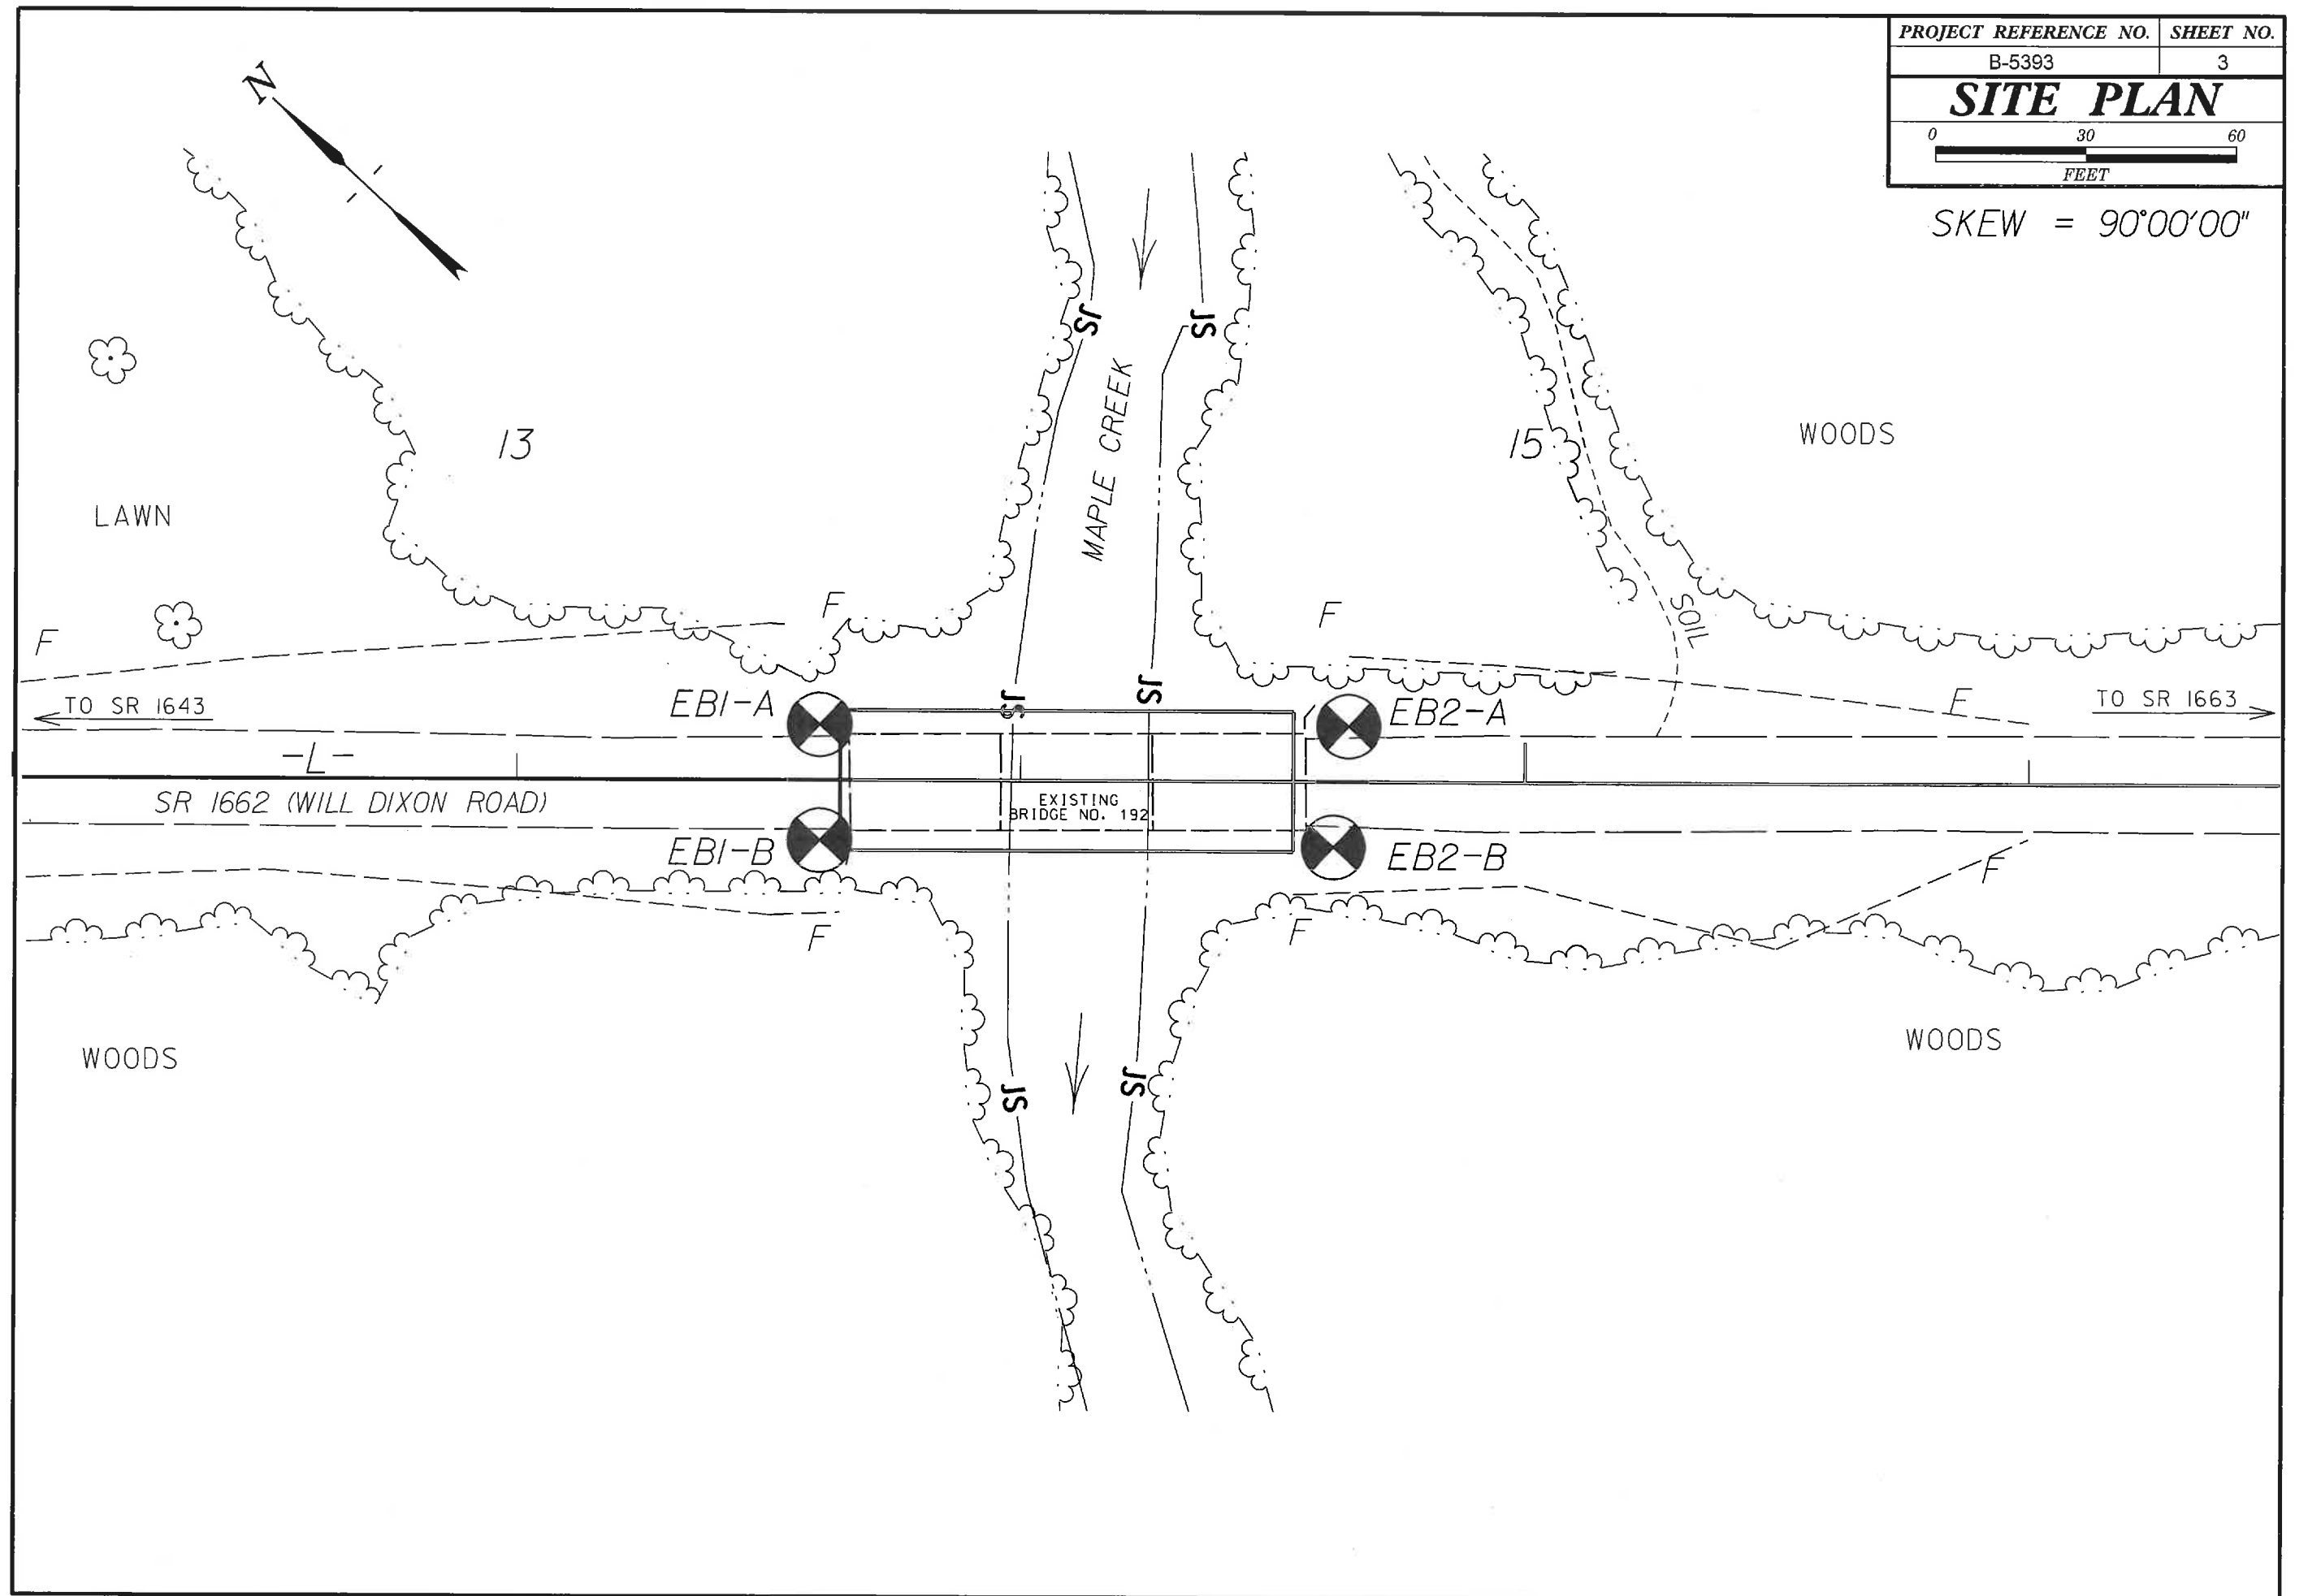 PROJECT REFERENCE NO. SHEET NO.
B-5393 3
SITE PLAN
0 30 60
FEET
SKEW = 90°00'00"
N
JS JS
MAPLE CREEK
13
15
WOODS
LAWN
SOIL
F F F
JS JS
TO SR 1643
EB1-A
EB2-A
F
TO SR 1663
-L-
SR 1662 (WILL DIXON ROAD)
EXISTING
BRIDGE NO. 192
EB1-B
EB2-B
F
F F
WOODS
WOODS
JS JS